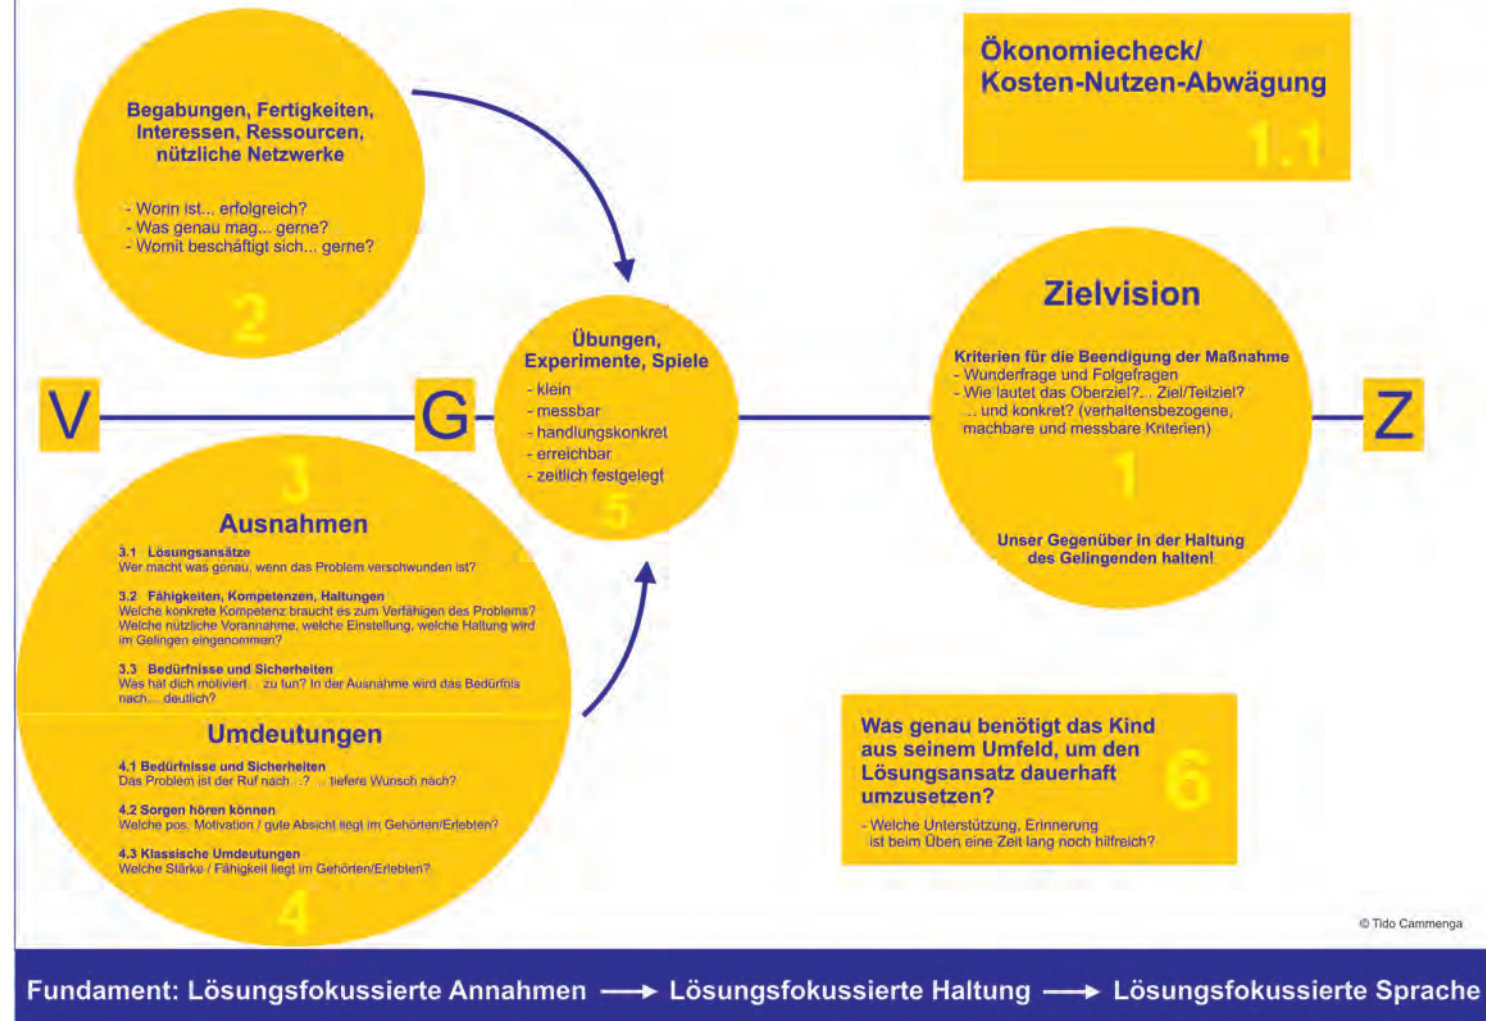 Ökonomiecheck/
Kosten-Nutzen-Abwägung
1.1
Begabungen, Fertigkeiten,
Interessen, Ressourcen,
nützliche Netzwerke
- Worin ist... erfolgreich?
- Was genau mag... gerne?
- Womit beschäftigt sich... gerne?
2
Zielvision
Kriterien für die Beendigung der Maßnahme
- Wunderfrage und Folgefragen
- Wie lautet das Oberziel?... Ziel/Teilziel?
... und konkret? (verhaltensbezogene,
machbare und messbare Kriterien)
1
Unser Gegenüber in der Haltung
des Gelingenden halten!
Übungen,
Experimente, Spiele
- klein
- messbar
- handlungskonkret
- erreichbar
- zeitlich festgelegt
5
V
G
Z
3
Ausnahmen
3.1 Lösungsansätze
Wer macht was genau, wenn das Problem verschwunden ist?
3.2 Fähigkeiten, Kompetenzen, Haltungen
Welche konkrete Kompetenz braucht es zum Verfähigen des Problems?
Welche nützliche Vorannahme, welche Einstellung, welche Haltung wird
im Gelingen eingenommen?
3.3 Bedürfnisse und Sicherheiten
Was hat dich motiviert... zu tun? In der Ausnahme wird das Bedürfnis
nach... deutlich?
Umdeutungen
4.1 Bedürfnisse und Sicherheiten
Das Problem ist der Ruf nach ...? ... tiefere Wunsch nach?
4.2 Sorgen hören können
Welche pos. Motivation / gute Absicht liegt im Gehörten/Erlebten?
4.3 Klassische Umdeutungen
Welche Stärke / Fähigkeit liegt im Gehörten/Erlebten?
4
Was genau benötigt das Kind
aus seinem Umfeld, um den
Lösungsansatz dauerhaft
umzusetzen?
- Welche Unterstützung, Erinnerung
ist beim Üben eine Zeit lang noch hilfreich?
6
© Tido Cammenga
Fundament: Lösungsfokussierte Annahmen → Lösungsfokussierte Haltung → Lösungsfokussierte Sprache